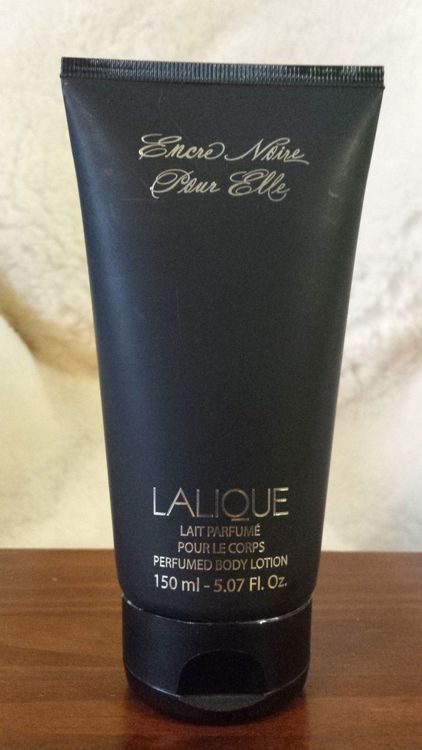 Encre Noire
Pour Elle
LALIQUE
LAIT PARFUMÉ
POUR LE CORPS
PERFUMED BODY LOTION
150 ml - 5.07 Fl. Oz.